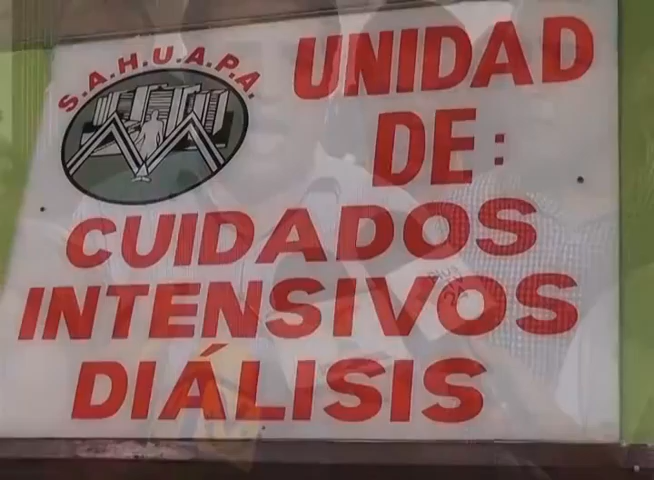 S.A.H.U.A.P.A.
UNIDAD
DE:
CUIDADOS
INTENSIVOS
DIÁLISIS